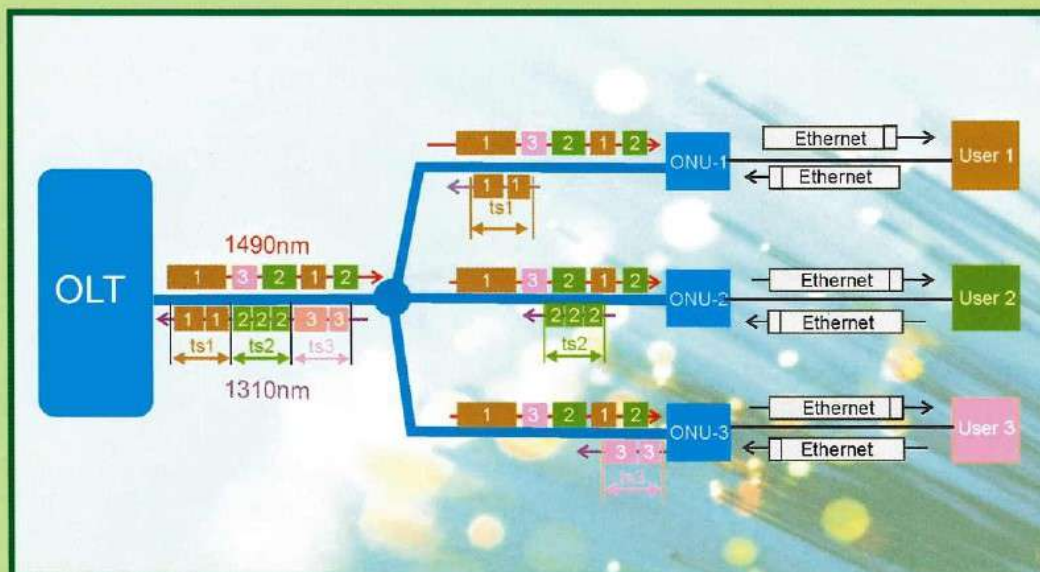 OLT
1490nm
1 3 2 1 2
1 1 2 2 2 3 3
ts1 ts2 ts3
1310nm
1 3 2 1 2
1 1
ts1
ONU-1
Ethernet
Ethernet
User 1
1 3 2 1 2
2 2 2
ts2
ONU-2
Ethernet
Ethernet
User 2
1 3 2 1 2
3 3
ts3
ONU-3
Ethernet
Ethernet
User 3